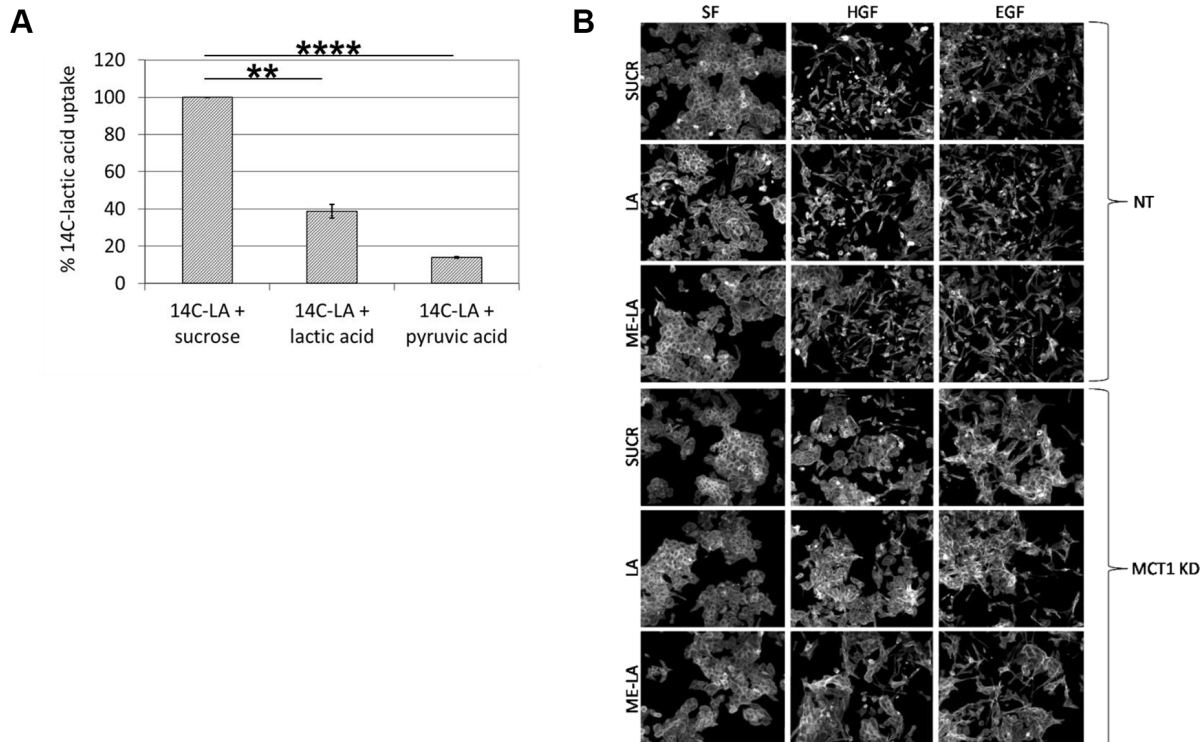 A
****
**
120
100
80
60
40
20
0
% 14C-lactic acid uptake
14C-LA + sucrose
14C-LA + lactic acid
14C-LA + pyruvic acid
B
SF HGF EGF
SUCR
LA
ME-LA
NT
SUCR
LA
ME-LA
MCT1 KD